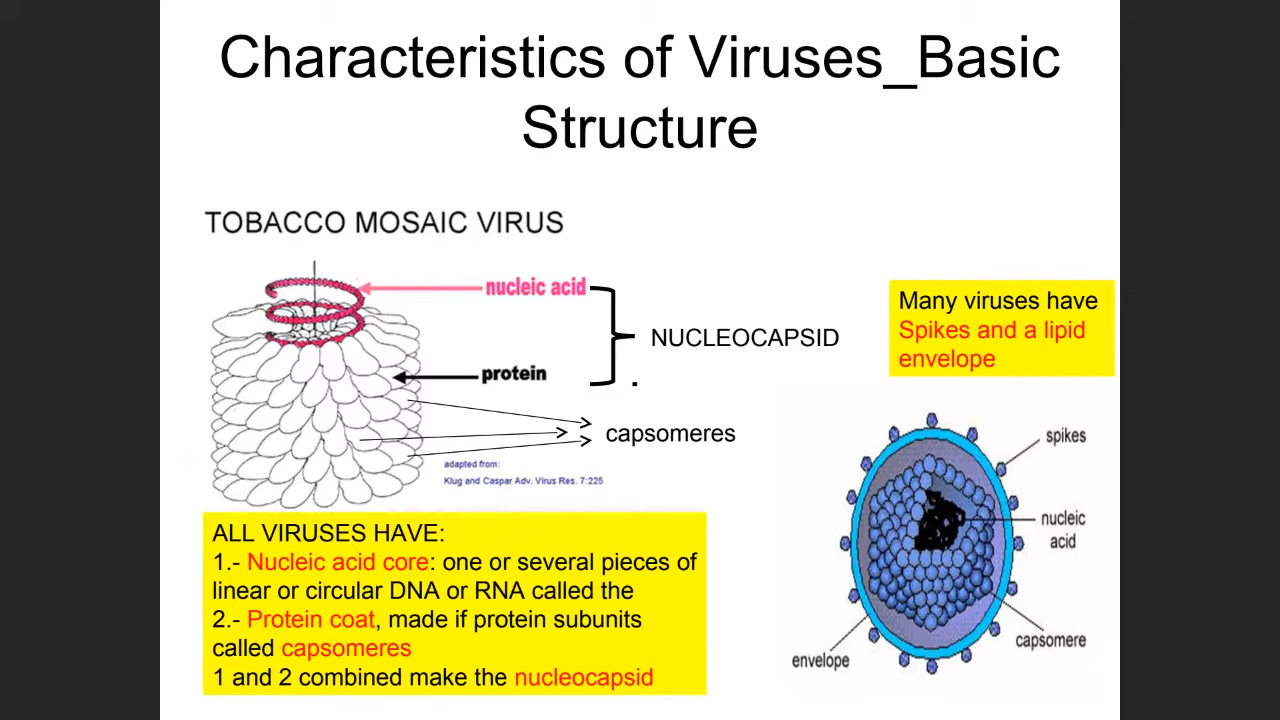 Characteristics of Viruses_Basic
Structure
TOBACCO MOSAIC VIRUS
nucleic acid
NUCLEOCAPSID
protein
capsomeres
adapted from:
Klug and Caspar Adv. Virus Res. 7:225
Many viruses have
Spikes and a lipid
envelope
spikes
nucleic
acid
capsomere
envelope
ALL VIRUSES HAVE:
1.- Nucleic acid core: one or several pieces of
linear or circular DNA or RNA called the
2.- Protein coat, made if protein subunits
called capsomeres
1 and 2 combined make the nucleocapsid